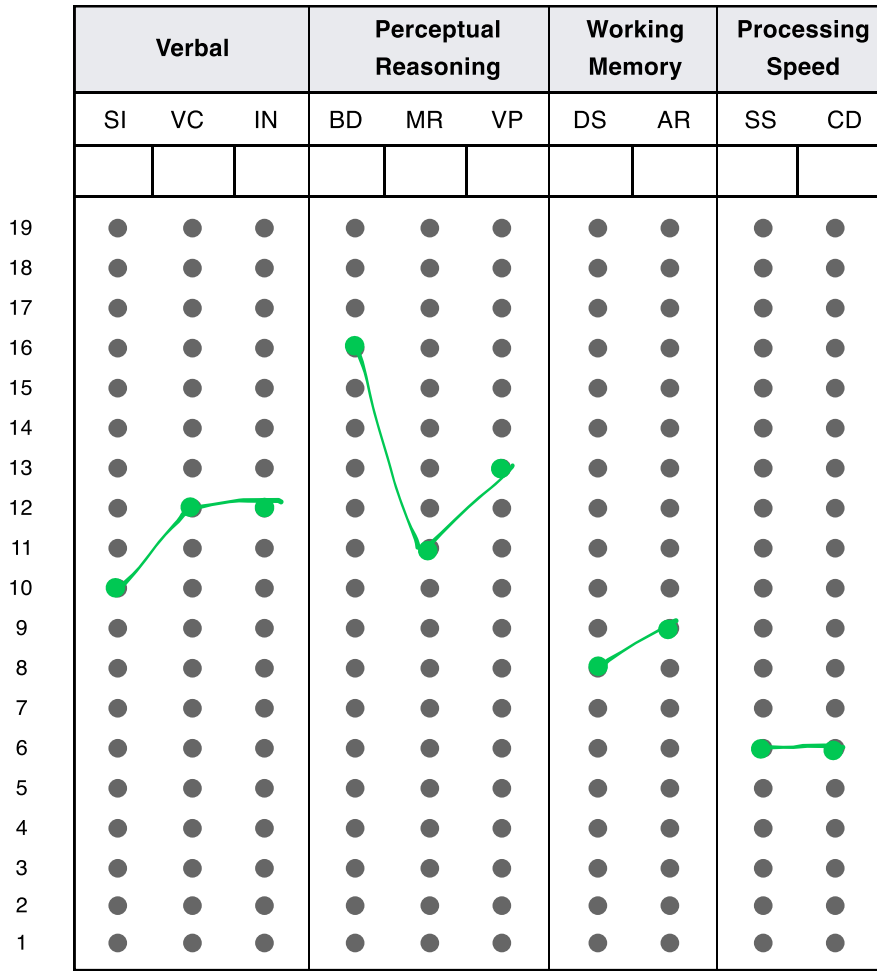 Verbal
Perceptual
Reasoning
Working
Memory
Processing
Speed
SI VC IN BD MR VP DS AR SS CD
19
18
17
16
15
14
13
12
11
10
9
8
7
6
5
4
3
2
1